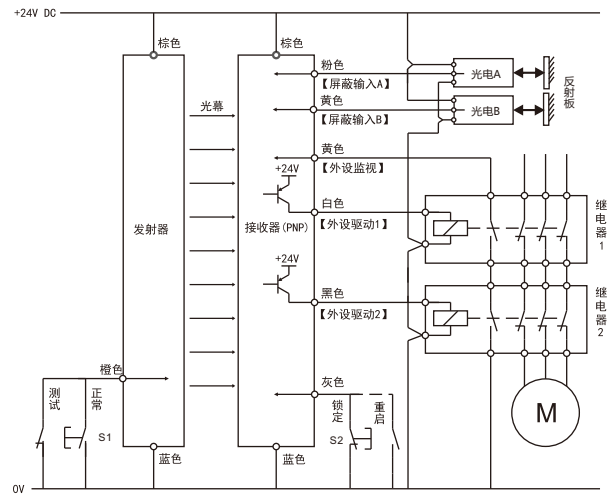 +24V DC
棕色
棕色
粉色
【屏蔽输入A】
光电A
反射板
光幕
黄色
【屏蔽输入B】
光电B
黄色
【外设监视】
+24V
白色
发射器
接收器(PNP)
【外设驱动1】
继电器1
+24V
黑色
【外设驱动2】
继电器2
橙色
灰色
测试
正常
锁定
重启
S1
S2
M
蓝色
蓝色
0V